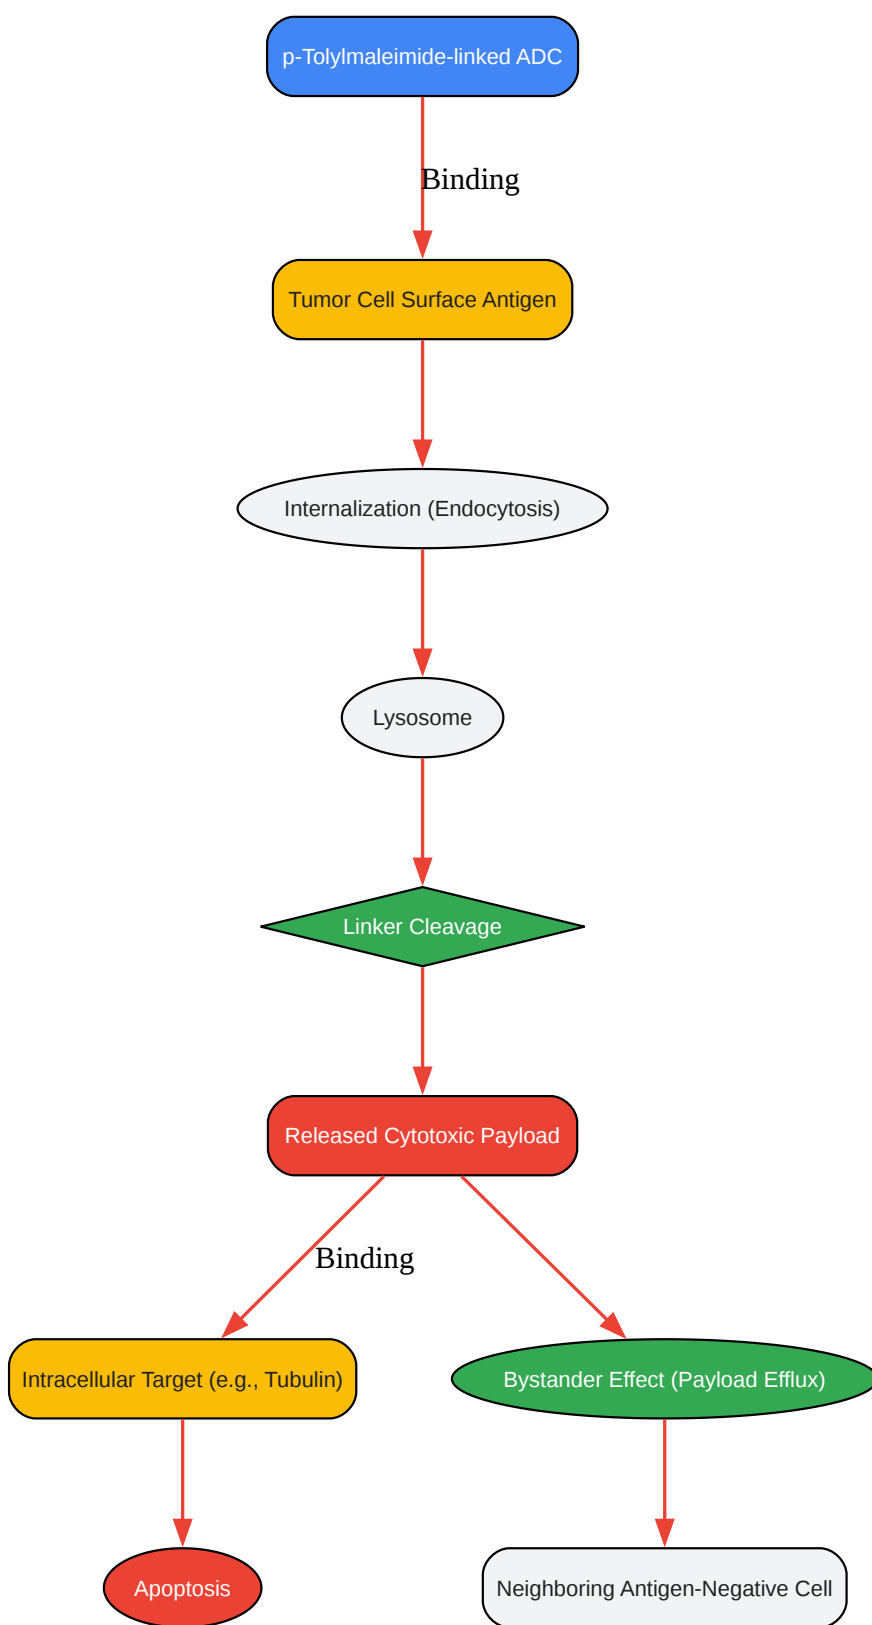 p-Tolylmaleimide-linked ADC
Binding
Tumor Cell Surface Antigen
Internalization (Endocytosis)
Lysosome
Linker Cleavage
Released Cytotoxic Payload
Binding
Intracellular Target (e.g., Tubulin)
Bystander Effect (Payload Efflux)
Apoptosis
Neighboring Antigen-Negative Cell